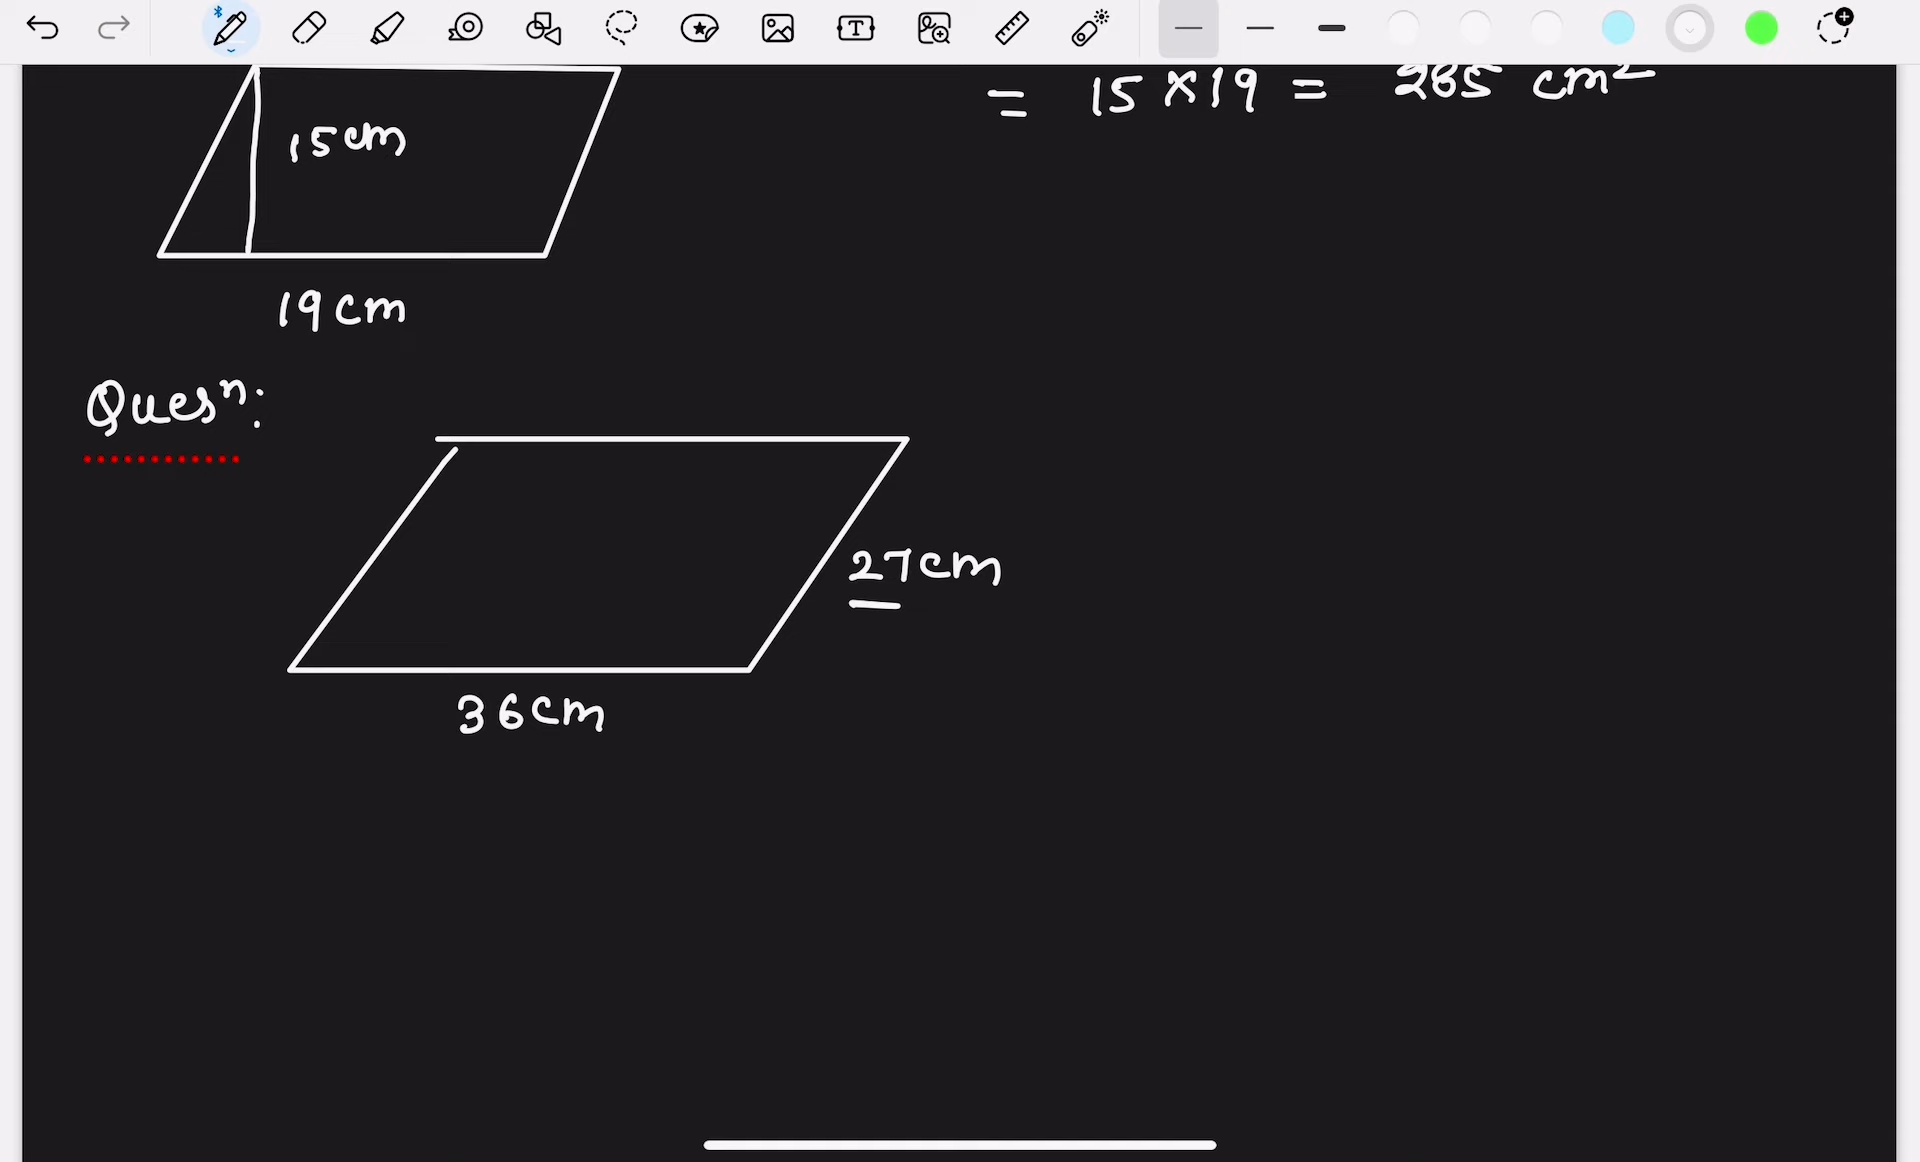 = 15 × 19 = 285 cm²
15cm
19cm
Quesⁿ:
27cm
36cm